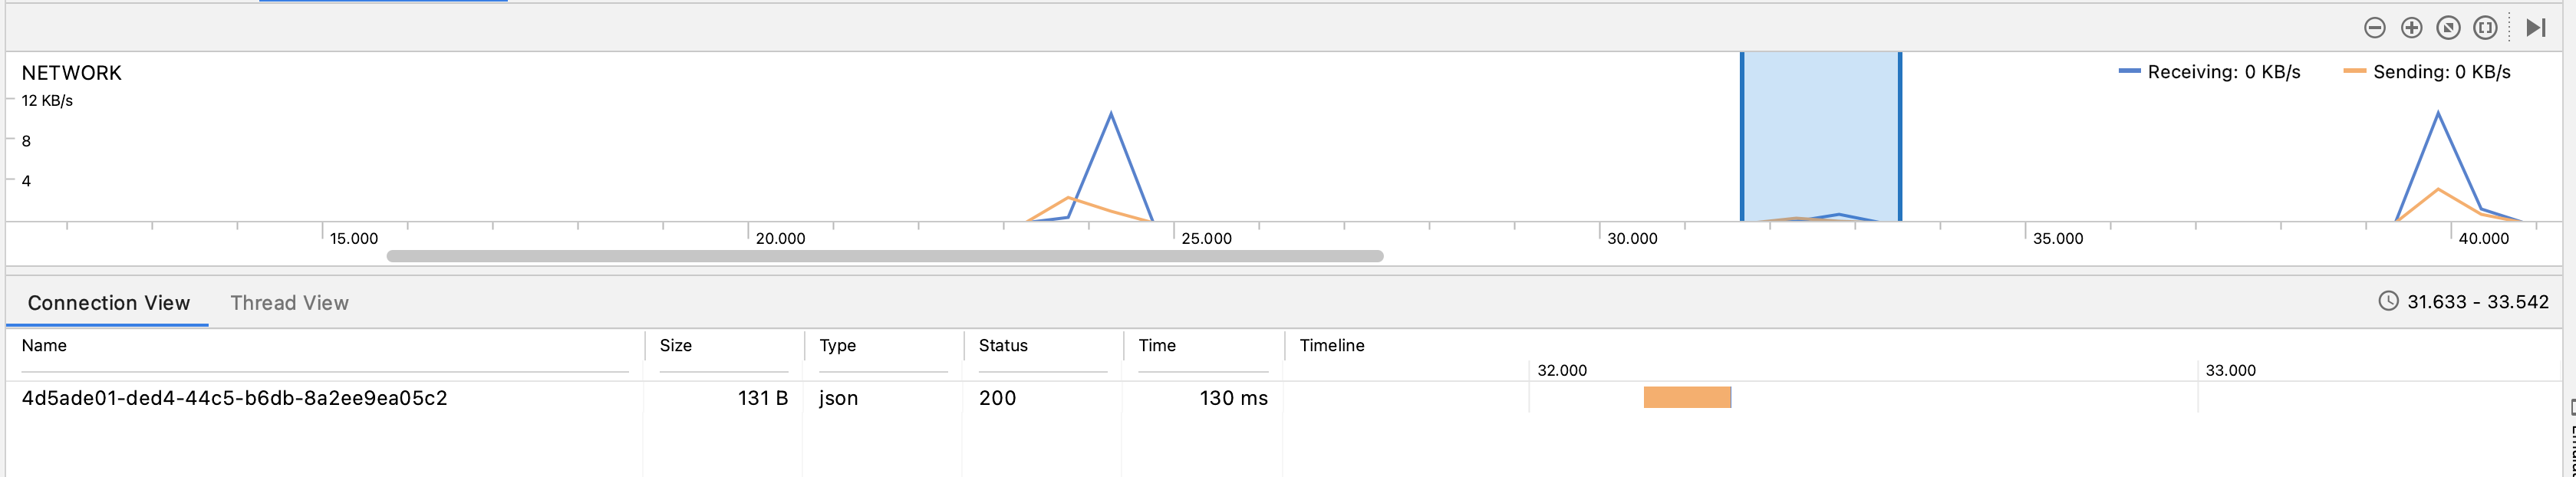 NETWORK
Receiving: 0 KB/s
Sending: 0 KB/s
12 KB/s
8
4
15.000
20.000
25.000
30.000
35.000
40.000
Connection View
Thread View
31.633 - 33.542
Name
Size
Type
Status
Time
Timeline
32.000
33.000
4d5ade01-ded4-44c5-b6db-8a2ee9ea05c2
131 B
json
200
130 ms